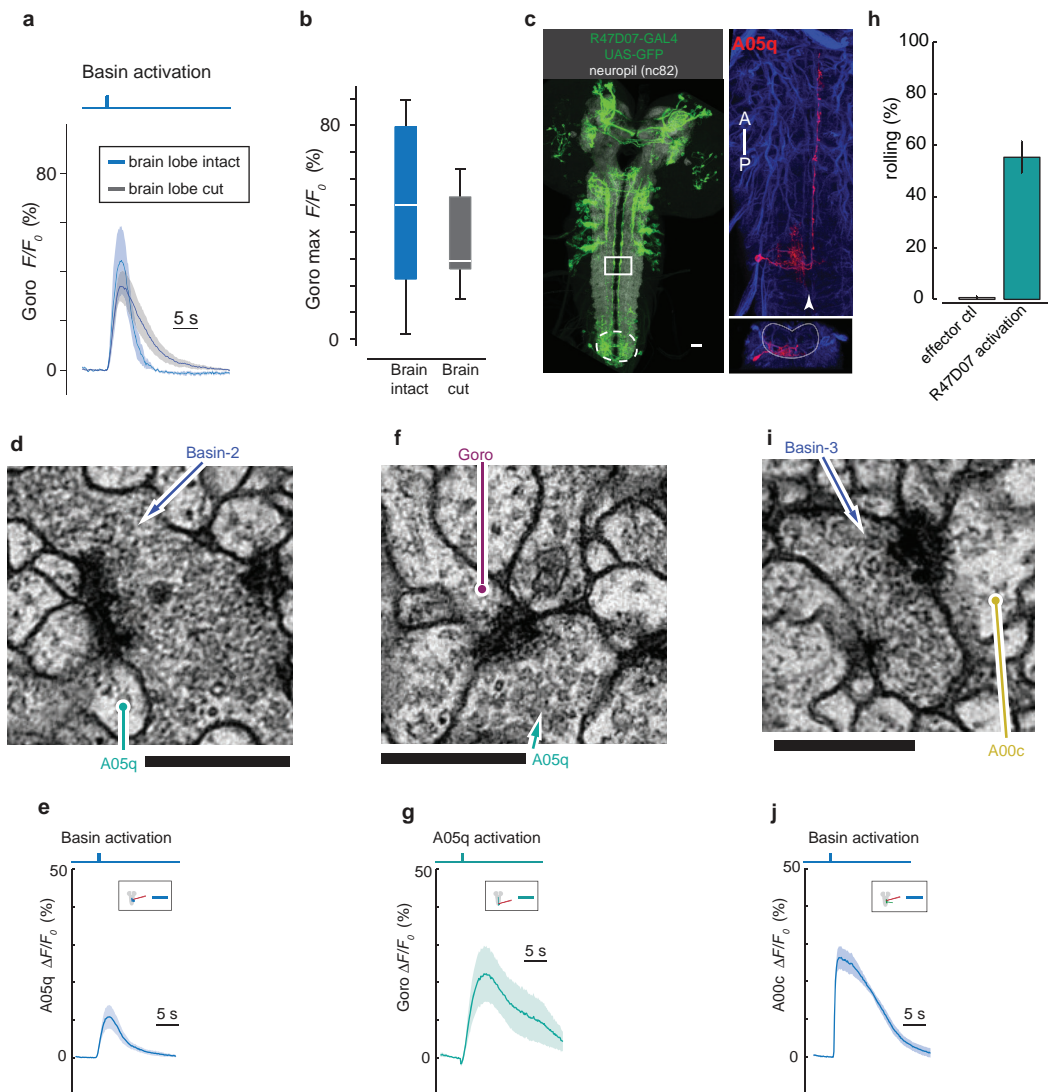 a
Basin activation
brain lobe intact
brain lobe cut
Goro F/F0 (%)
80
0
5 s
b
Goro max F/F0 (%)
80
40
0
Brain intact
Brain cut
c
R47D07-GAL4
UAS-GFP
neuropil (nc82)
A05q
A
P
h
rolling (%)
100
80
60
40
20
0
effector ctl
R47D07 activation
d
Basin-2
A05q
f
Goro
A05q
i
Basin-3
A00c
e
Basin activation
A05q ΔF/F0 (%)
50
0
5 s
g
A05q activation
Goro ΔF/F0 (%)
50
0
5 s
j
Basin activation
A00c ΔF/F0 (%)
50
0
5 s